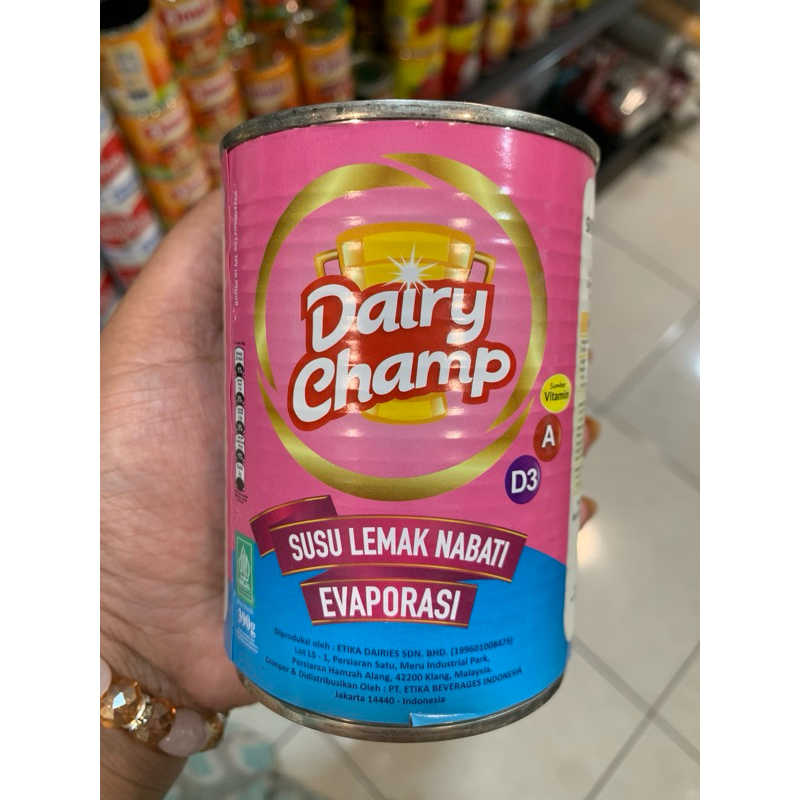 Dairy
Champ
Sumber
Vitamin
A
D3
SUSU LEMAK NABATI
EVAPORASI
390g
Diproduksi oleh : ETIKA DAIRIES SDN. BHD. (199601008475)
Lot LS - 1, Persiaran Satu, Meru Industrial Park,
Persiaran Hamzah Alang, 42200 Klang, Malaysia.
Diimpor & Didistribusikan Oleh : PT. ETIKA BEVERAGES INDONESIA
Jakarta 14440 - Indonesia